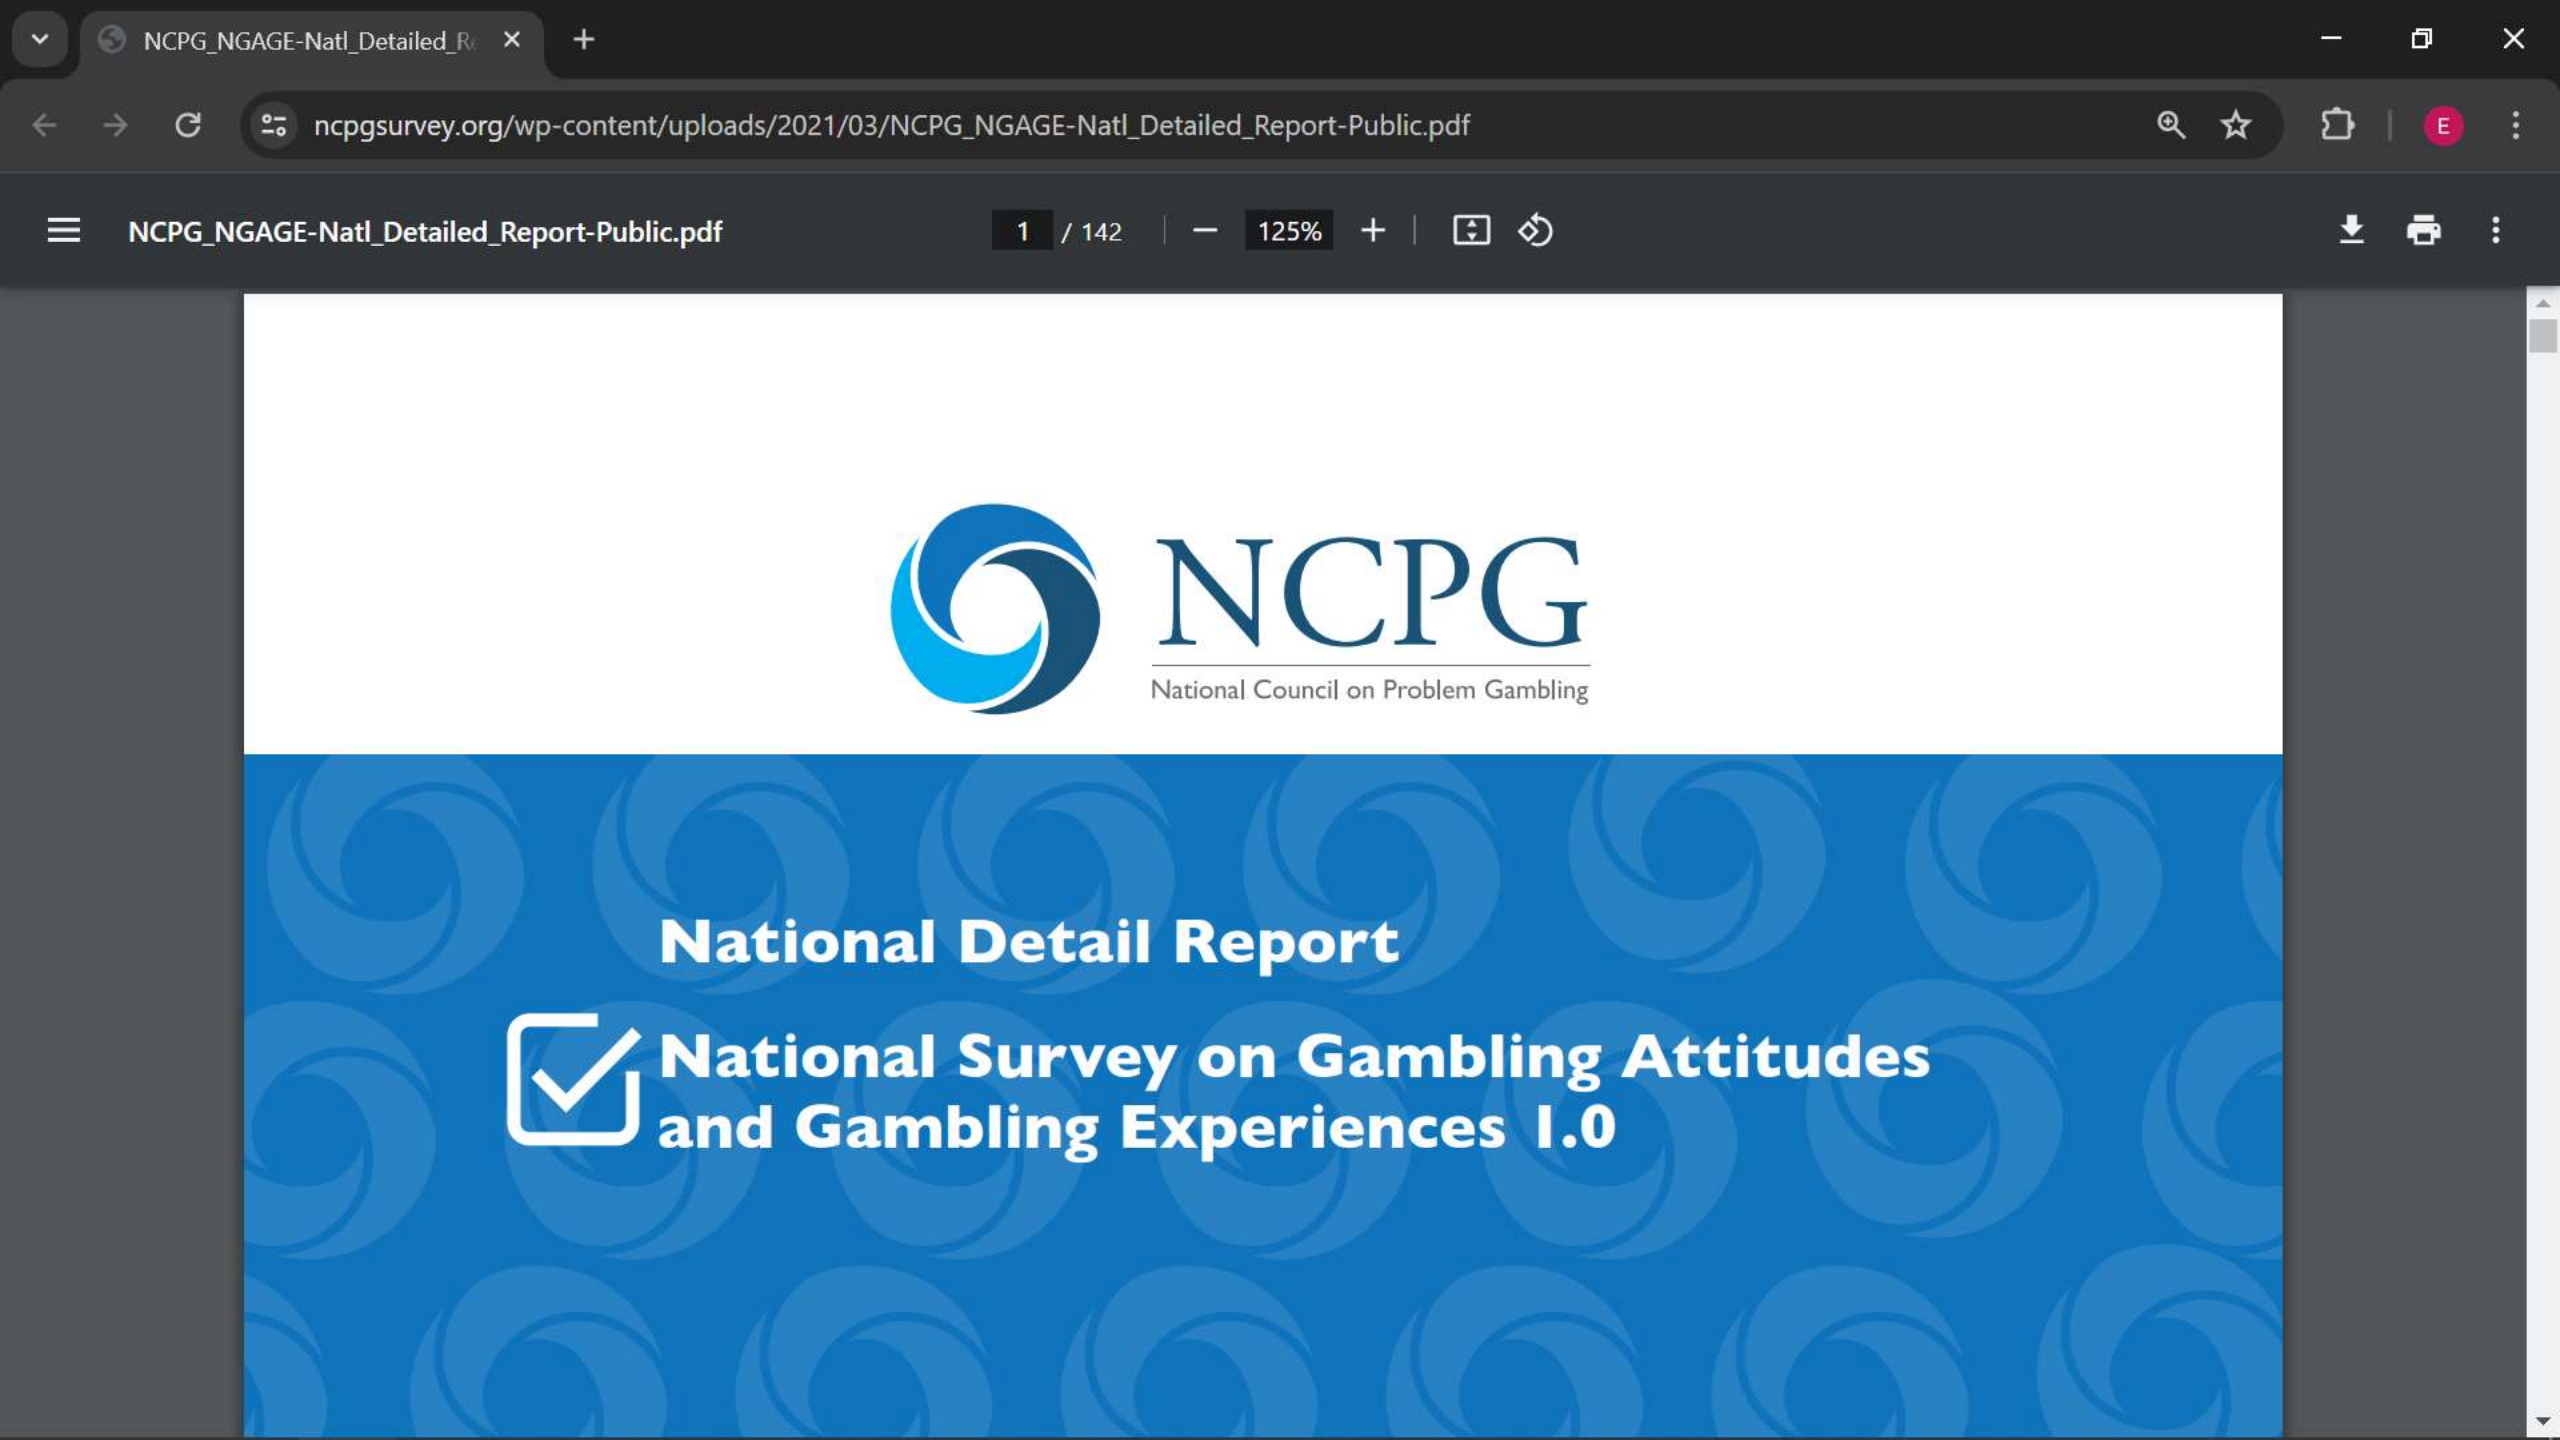 NCPG_NGAGE-Natl_Detailed_R
ncpgsurvey.org/wp-content/uploads/2021/03/NCPG_NGAGE-Natl_Detailed_Report-Public.pdf
E
NCPG_NGAGE-Natl_Detailed_Report-Public.pdf
1 / 142
125%
NCPG
National Council on Problem Gambling
National Detail Report
National Survey on Gambling Attitudes
and Gambling Experiences 1.0